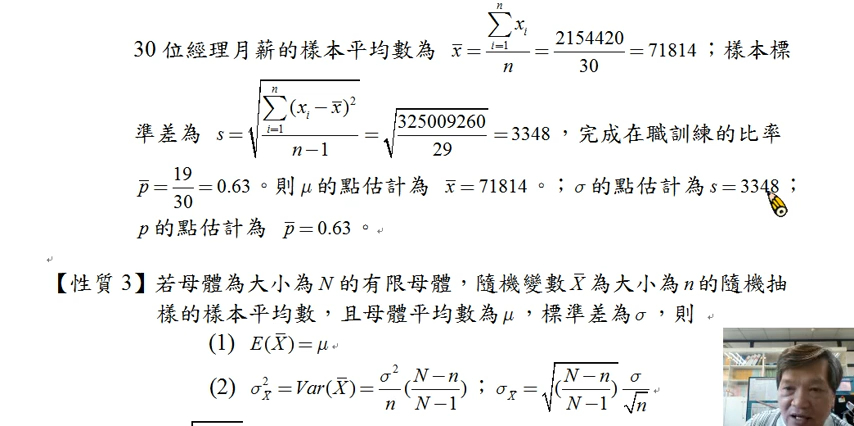 30 位經理月薪的樣本平均數為 x̄ = (∑_{i=1}^{n} x_i)/n = 2154420/30 = 71814；樣本標
準差為 s = √(∑_{i=1}^{n} (x_i − x̄)²/(n−1)) = √(325009260/29) = 3348，完成在職訓練的比率
p̄ = 19/30 = 0.63。則 μ 的點估計為 x̄ = 71814。；σ 的點估計為 s = 3348；
p 的點估計為 p̄ = 0.63。
【性質 3】若母體為大小為 N 的有限母體，隨機變數 X̄ 為大小為 n 的隨機抽
樣的樣本平均數，且母體平均數為 μ，標準差為 σ，則
(1) E(X̄) = μ
(2) σ²_X̄ = Var(X̄) = σ²/n ((N−n)/(N−1))；σ_X̄ = √((N−n)/(N−1)) σ/√n